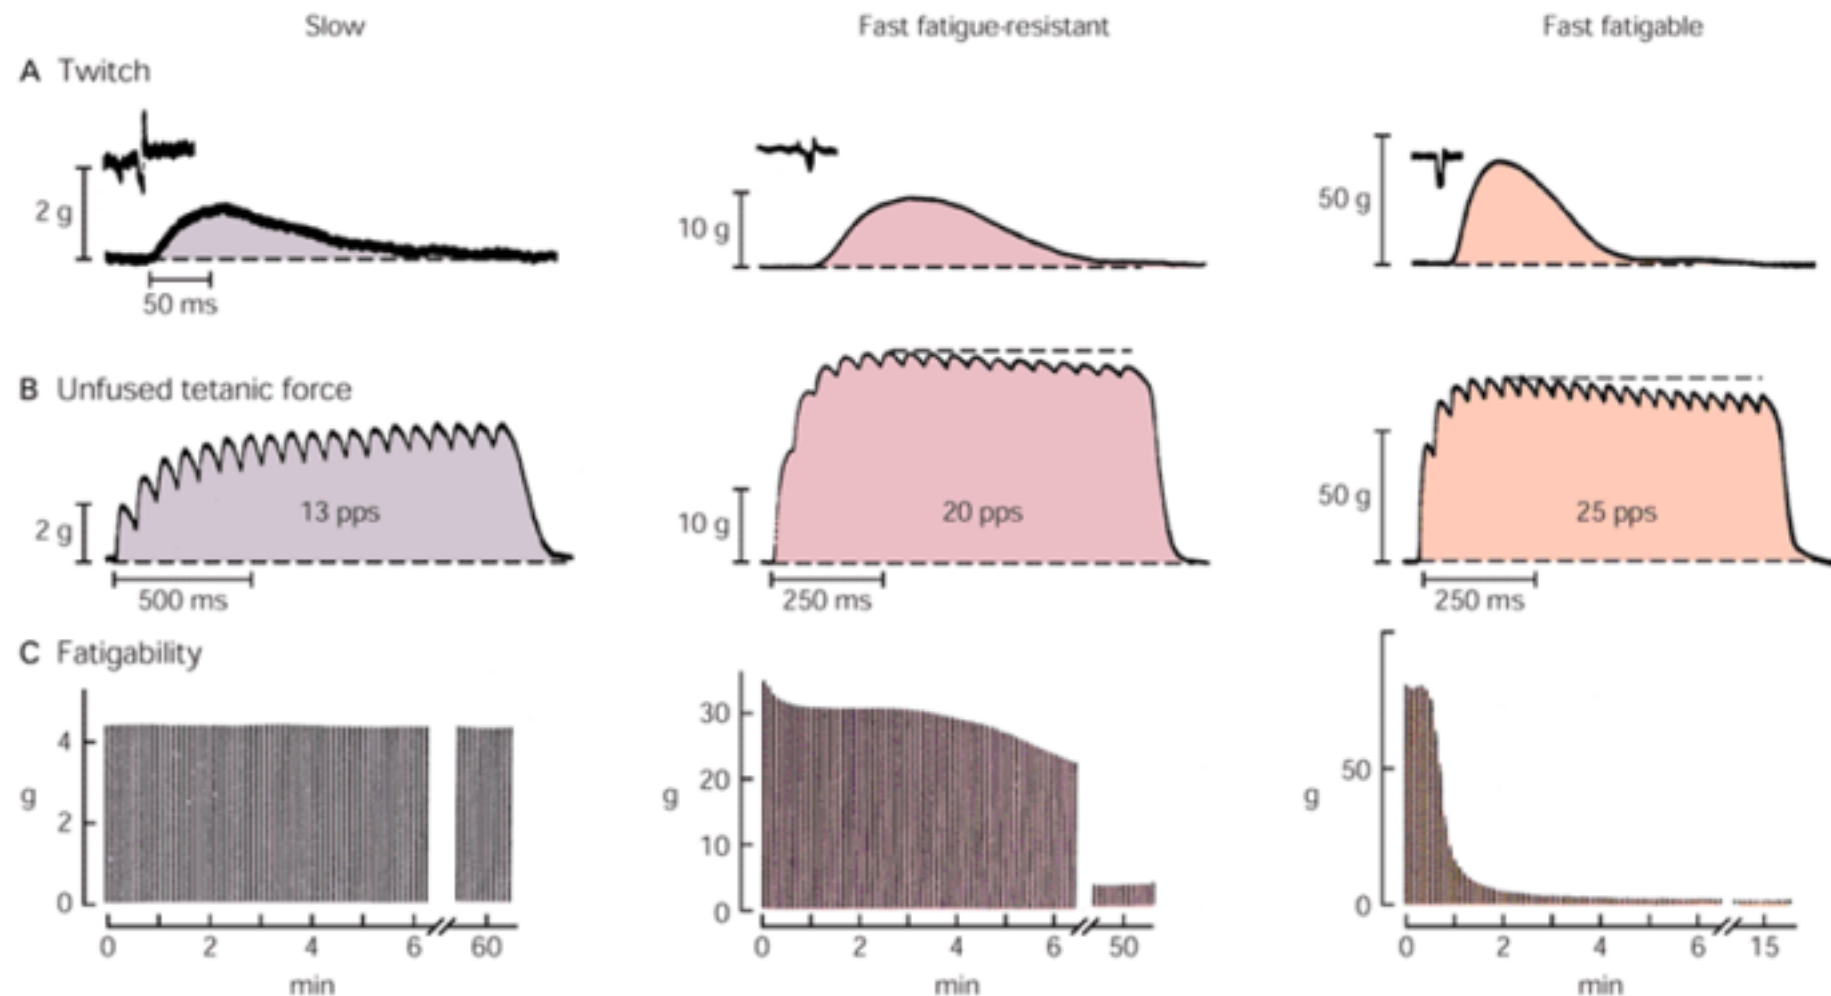 Slow
Fast fatigue-resistant
Fast fatigable
A Twitch
2 g
50 ms
10 g
50 g
B Unfused tetanic force
2 g
13 pps
500 ms
10 g
20 pps
250 ms
50 g
25 pps
250 ms
C Fatigability
g
4
2
0
0 2 4 6 60
min
g
30
20
10
0
0 2 4 6 50
min
g
50
0
0 2 4 6 15
min